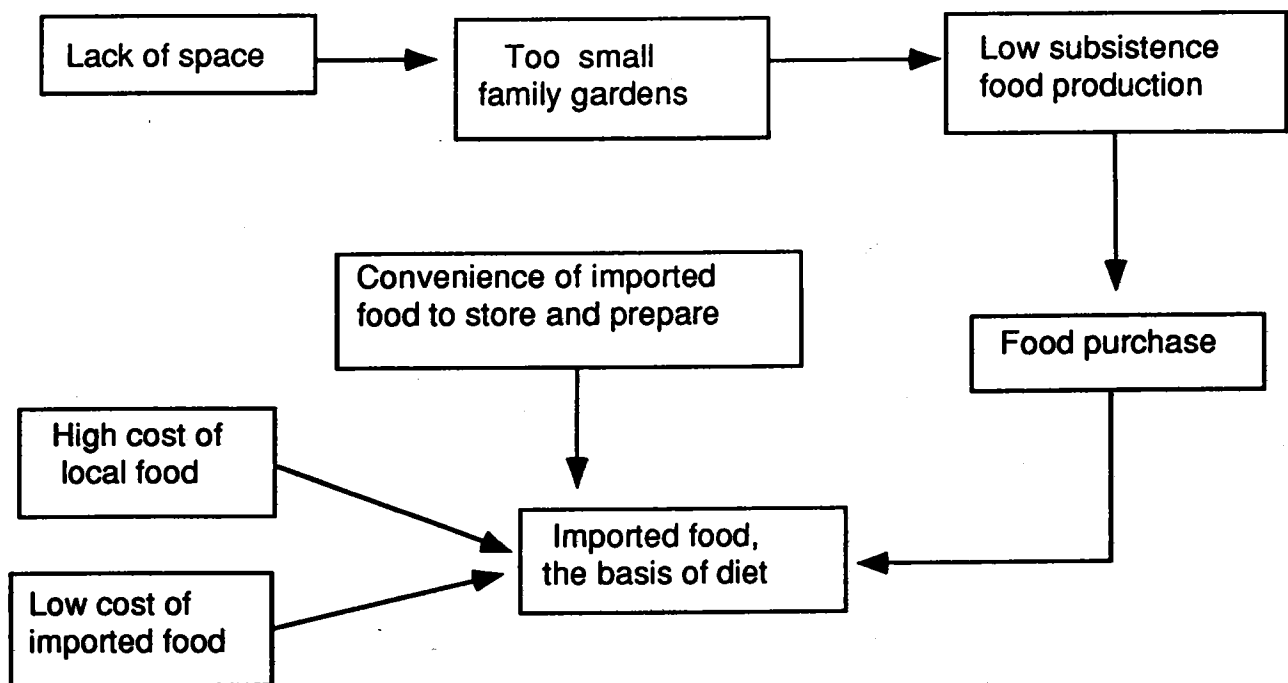 Lack of space
Too small
family gardens
Low subsistence
food production
Convenience of imported
food to store and prepare
Food purchase
High cost of
local food
Imported food,
the basis of diet
Low cost of
imported food